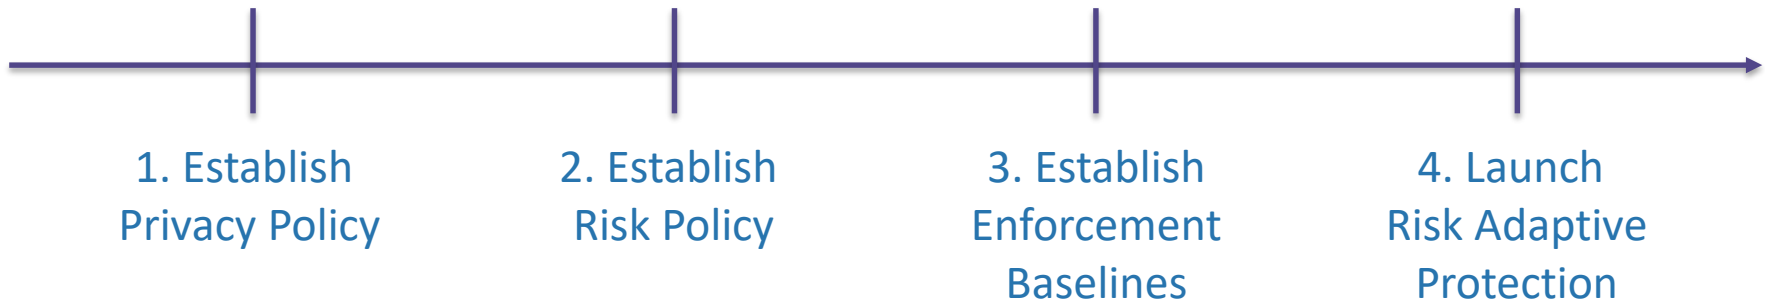 1. Establish
Privacy Policy
2. Establish
Risk Policy
3. Establish
Enforcement
Baselines
4. Launch
Risk Adaptive
Protection